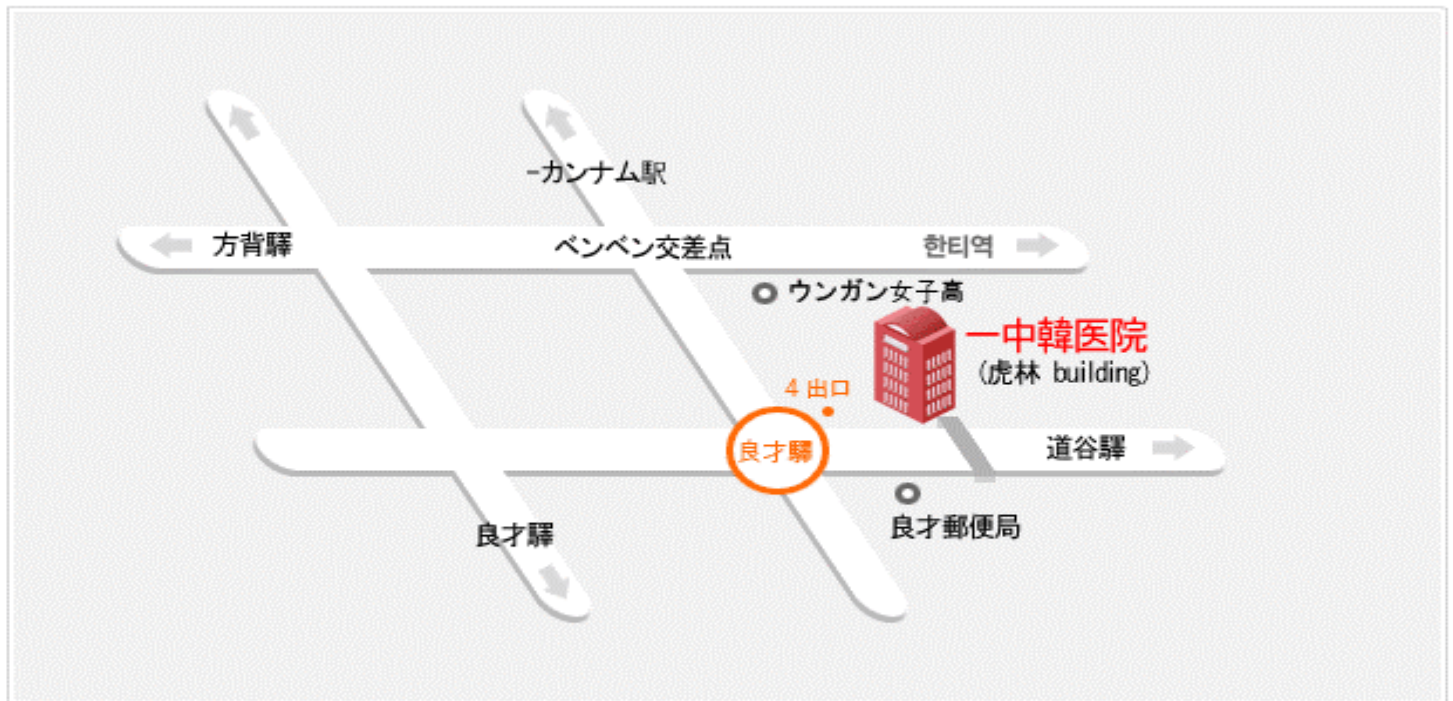 -カンナム駅
方背驛
ベンベン交差点
한티역
ウンガン女子高
一中韓医院
(虎林 building)
4 出口
良才驛
道谷驛
良才郵便局
良才驛